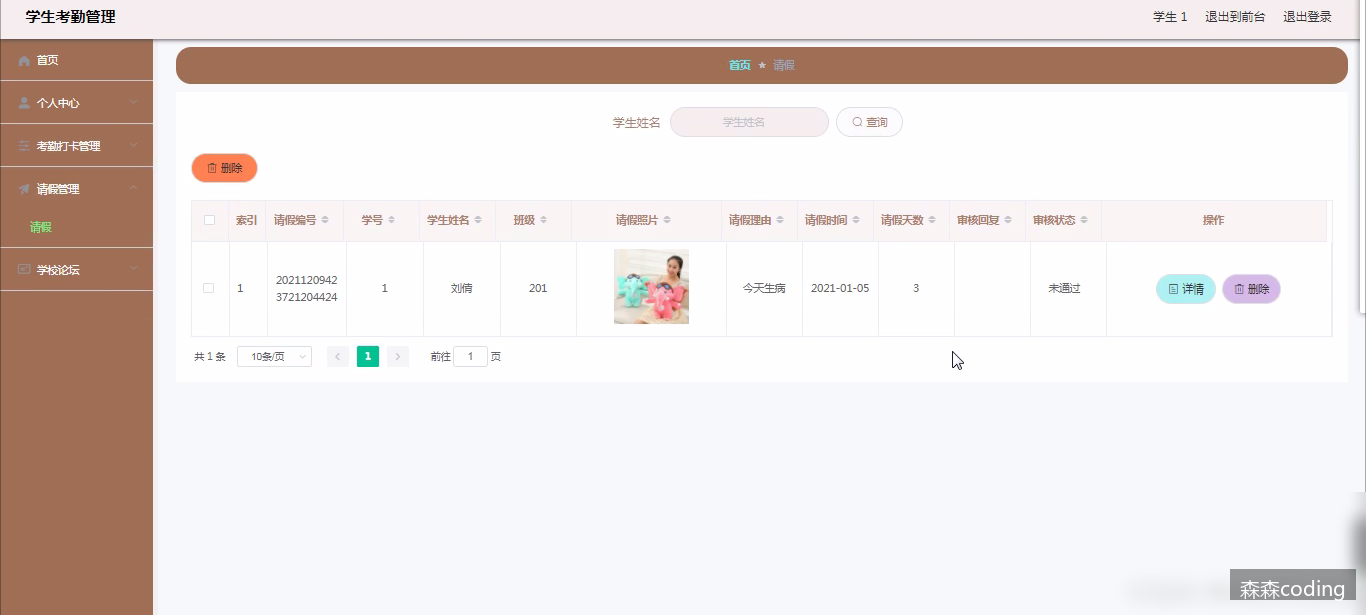 学生考勤管理
学生 1 退出到前台 退出登录
首页
个人中心
考勤打卡管理
请假管理
请假
学校论坛
首页 ★ 请假
学生姓名 学生姓名 查询
删除
索引 请假编号 学号 学生姓名 班级 请假照片 请假理由 请假时间 请假天数 审核回复 审核状态 操作
1 2021120942 3721204424 1 刘倩 201 今天生病 2021-01-05 3 未通过 详情 删除
共 1 条 10条/页 1 前往 1 页
森森coding